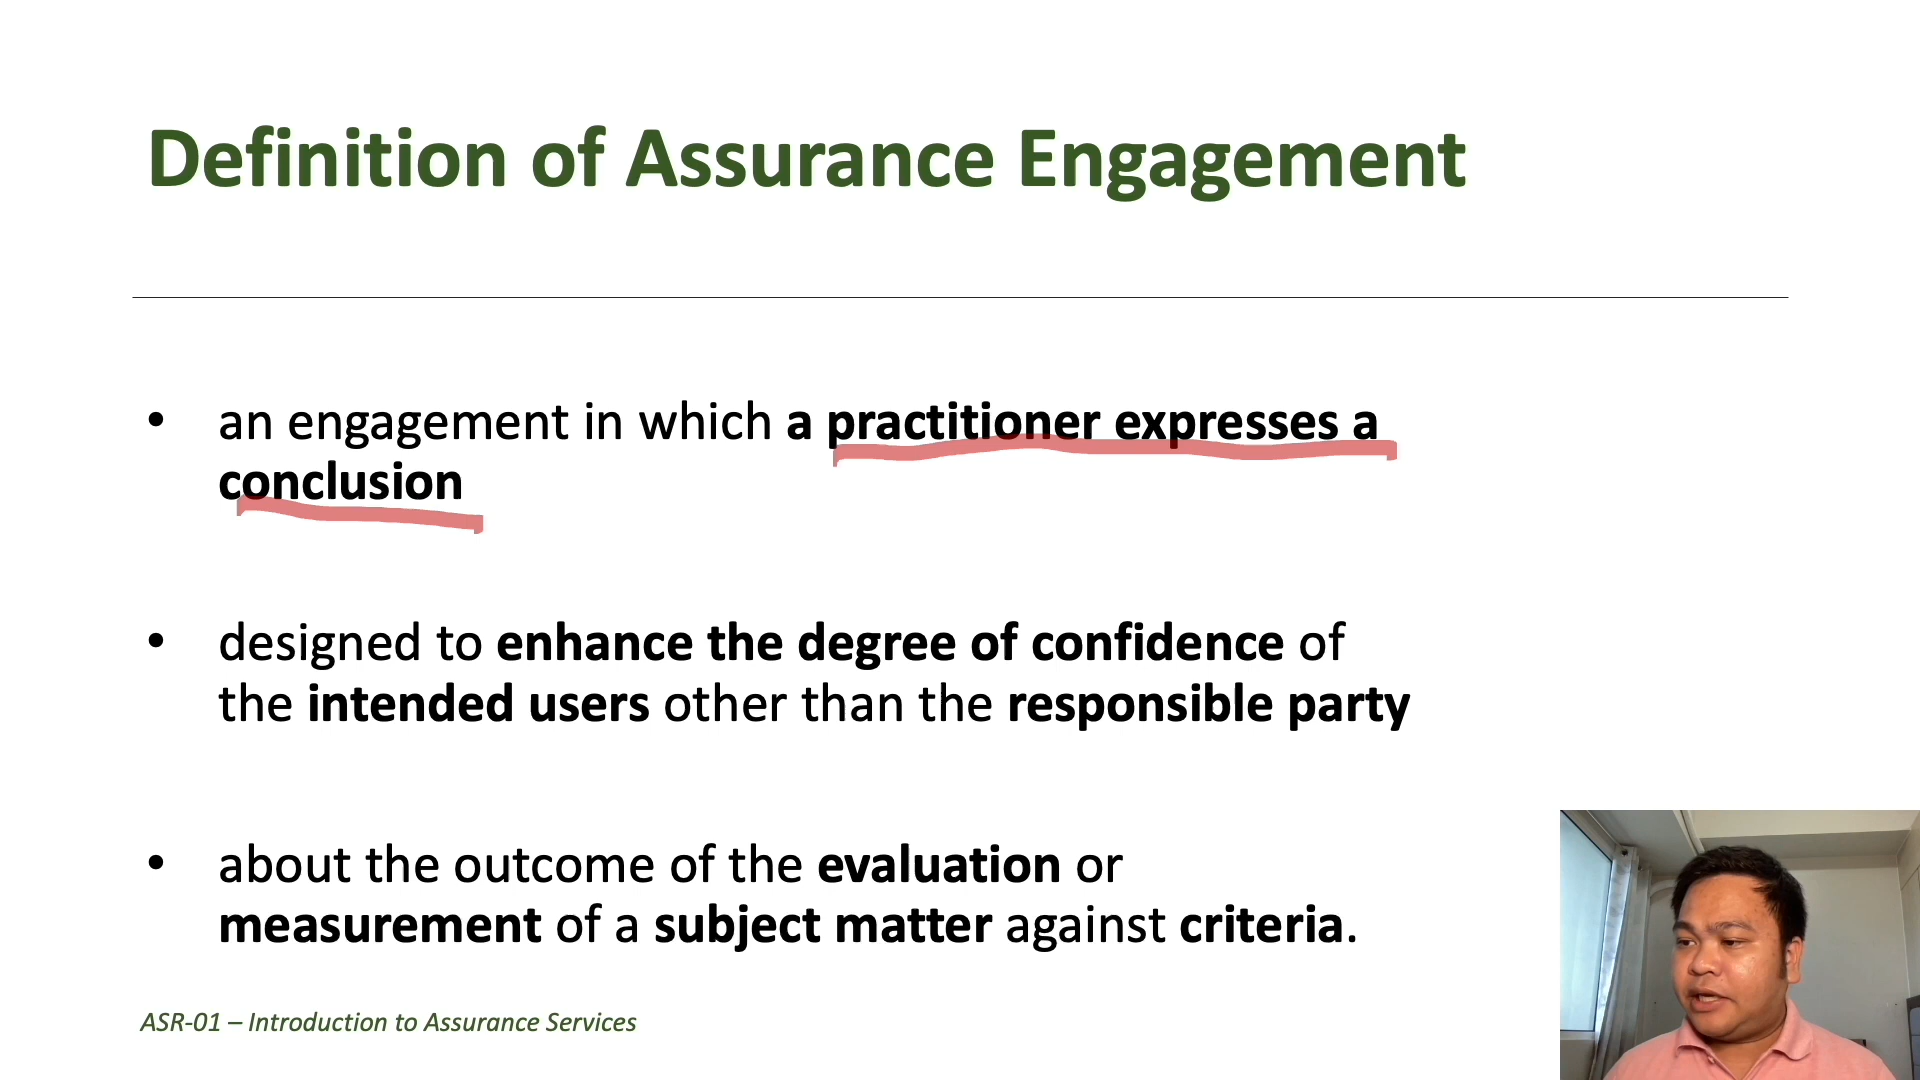 Definition of Assurance Engagement
• an engagement in which a practitioner expresses a
conclusion
• designed to enhance the degree of confidence of
the intended users other than the responsible party
• about the outcome of the evaluation or
measurement of a subject matter against criteria.
ASR-01 – Introduction to Assurance Services